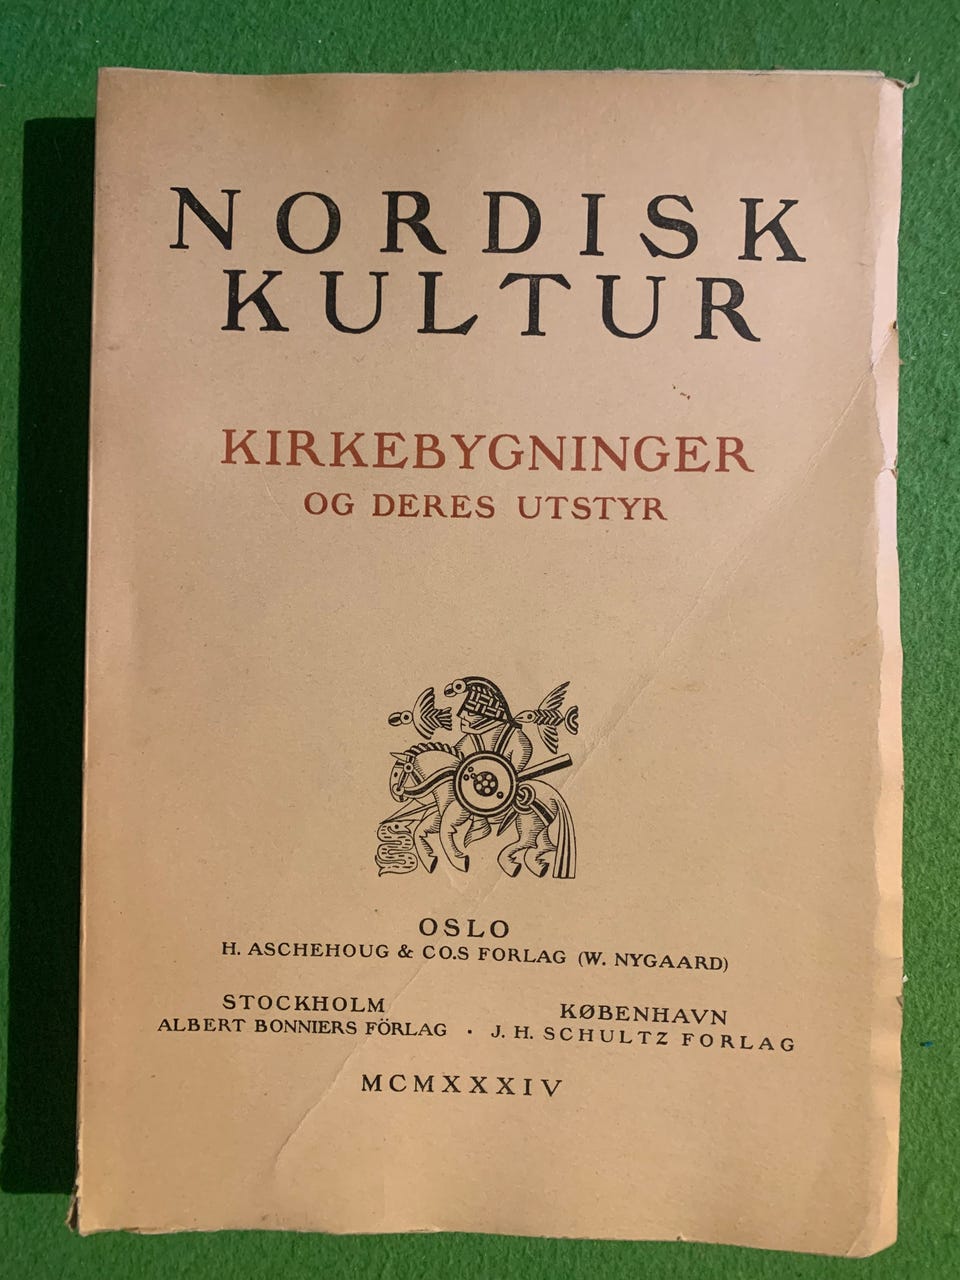 NORDISK
KULTUR
KIRKEBYGNINGER
OG DERES UTSTYR
OSLO
H. ASCHEHOUG & CO.S FORLAG (W. NYGAARD)
STOCKHOLM
ALBERT BONNIERS FÖRLAG ·
KØBENHAVN
J. H. SCHULTZ FORLAG
MCMXXXIV